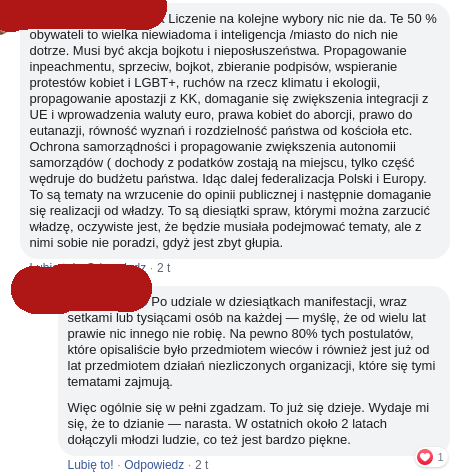 Liczenie na kolejne wybory nic nie da. Te 50 %
obywateli to wielka niewiadoma i inteligencja /miasto do nich nie
dotrze. Musi być akcja bojkotu i nieposłuszeństwa. Propagowanie
inpeachmentu, sprzeciw, bojkot, zbieranie podpisów, wspieranie
protestów kobiet i LGBT+, ruchów na rzecz klimatu i ekologii,
propagowanie apostazji z KK, domaganie się zwiększenia integracji z
UE i wprowadzenia waluty euro, prawa kobiet do aborcji, prawo do
eutanazji, równość wyznań i rozdzielność państwa od kościoła etc.
Ochrona samorządności i propagowanie zwiększenia autonomii
samorządów ( dochody z podatków zostają na miejscu, tylko część
wędruje do budżetu państwa. Idąc dalej federalizacja Polski i Europy.
To są tematy na wrzucenie do opinii publicznej i następnie domaganie
się realizacji od władzy. To są diesiątki spraw, którymi można zarzucić
władzę, oczywiste jest, że będzie musiała podejmować tematy, ale z
nimi sobie nie poradzi, gdyż jest zbyt głupia.
· 2 t
Po udziale w dziesiątkach manifestacji, wraz
setkami lub tysiącami osób na każdej — myślę, że od wielu lat
prawie nic innego nie robię. Na pewno 80% tych postulatów,
które opisaliście było przedmiotem wieców i również jest już od
lat przedmiotem działań niezliczonych organizacji, które się tymi
tematami zajmują.
Więc ogólnie się w pełni zgadzam. To już się dzieje. Wydaje mi
się, że to dzianie — narasta. W ostatnich około 2 latach
dołączyli młodzi ludzie, co też jest bardzo piękne.
1
Lubię to! · Odpowiedz · 2 t